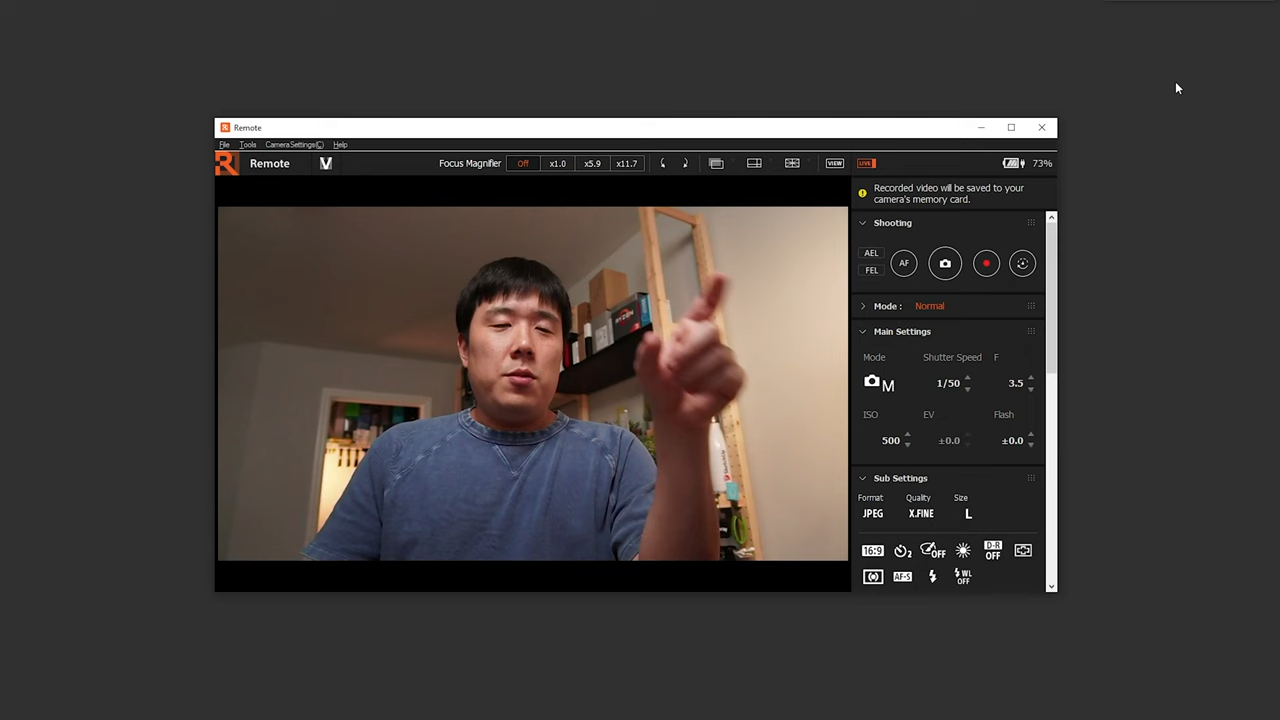 Remote
File Tools CameraSettings(C) Help
R Remote Focus Magnifier Off x1.0 x5.9 x11.7 VIEW LIVE 73%
Recorded video will be saved to your
camera's memory card.
Shooting
AEL AF
FEL
Mode : Normal
Main Settings
Mode Shutter Speed F
M 1/50 3.5
ISO EV Flash
500 ±0.0 ±0.0
Sub Settings
Format Quality Size
JPEG X.FINE L
16:9 2 OFF D-R OFF
AF-S WL OFF
RYZEN